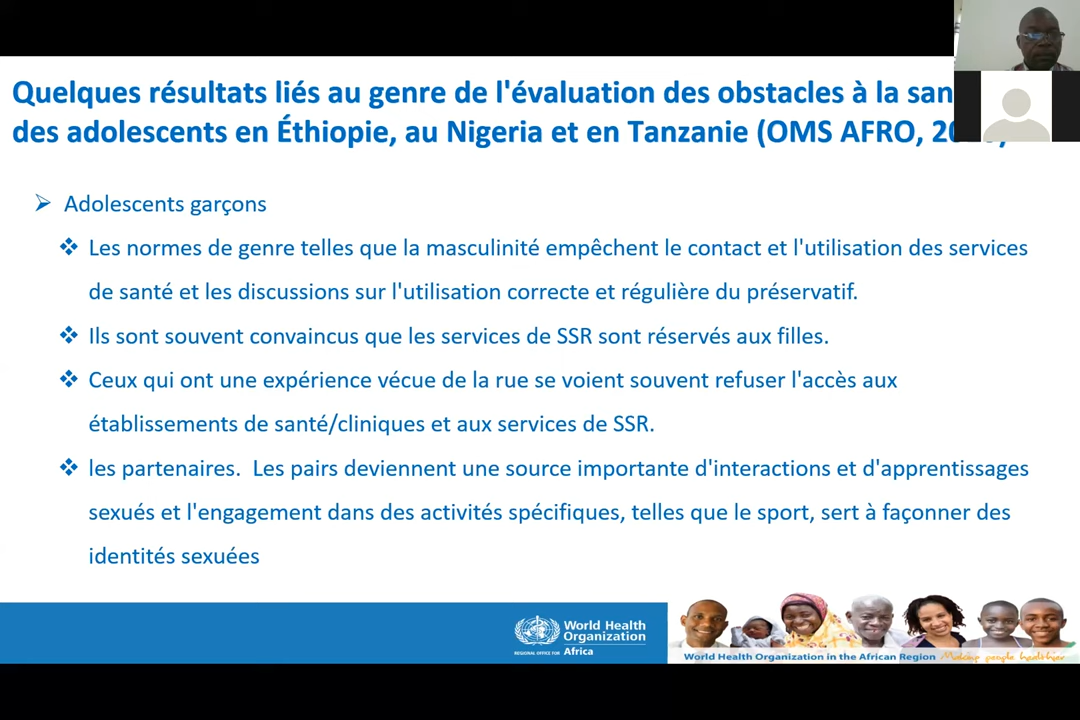 Quelques résultats liés au genre de l'évaluation des obstacles à la
des adolescents en Éthiopie, au Nigeria et en Tanzanie (OMS AFRO,
➢ Adolescents garçons
❖ Les normes de genre telles que la masculinité empêchent le contact et l'utilisation des services
de santé et les discussions sur l'utilisation correcte et régulière du préservatif.
❖ Ils sont souvent convaincus que les services de SSR sont réservés aux filles.
❖ Ceux qui ont une expérience vécue de la rue se voient souvent refuser l'accès aux
établissements de santé/cliniques et aux services de SSR.
❖ les partenaires. Les pairs deviennent une source importante d'interactions et d'apprentissages
sexués et l'engagement dans des activités spécifiques, telles que le sport, sert à façonner des
identités sexuées
World Health
Organization
REGIONAL OFFICE FOR Africa
World Health Organization in the African Region Making people healthier